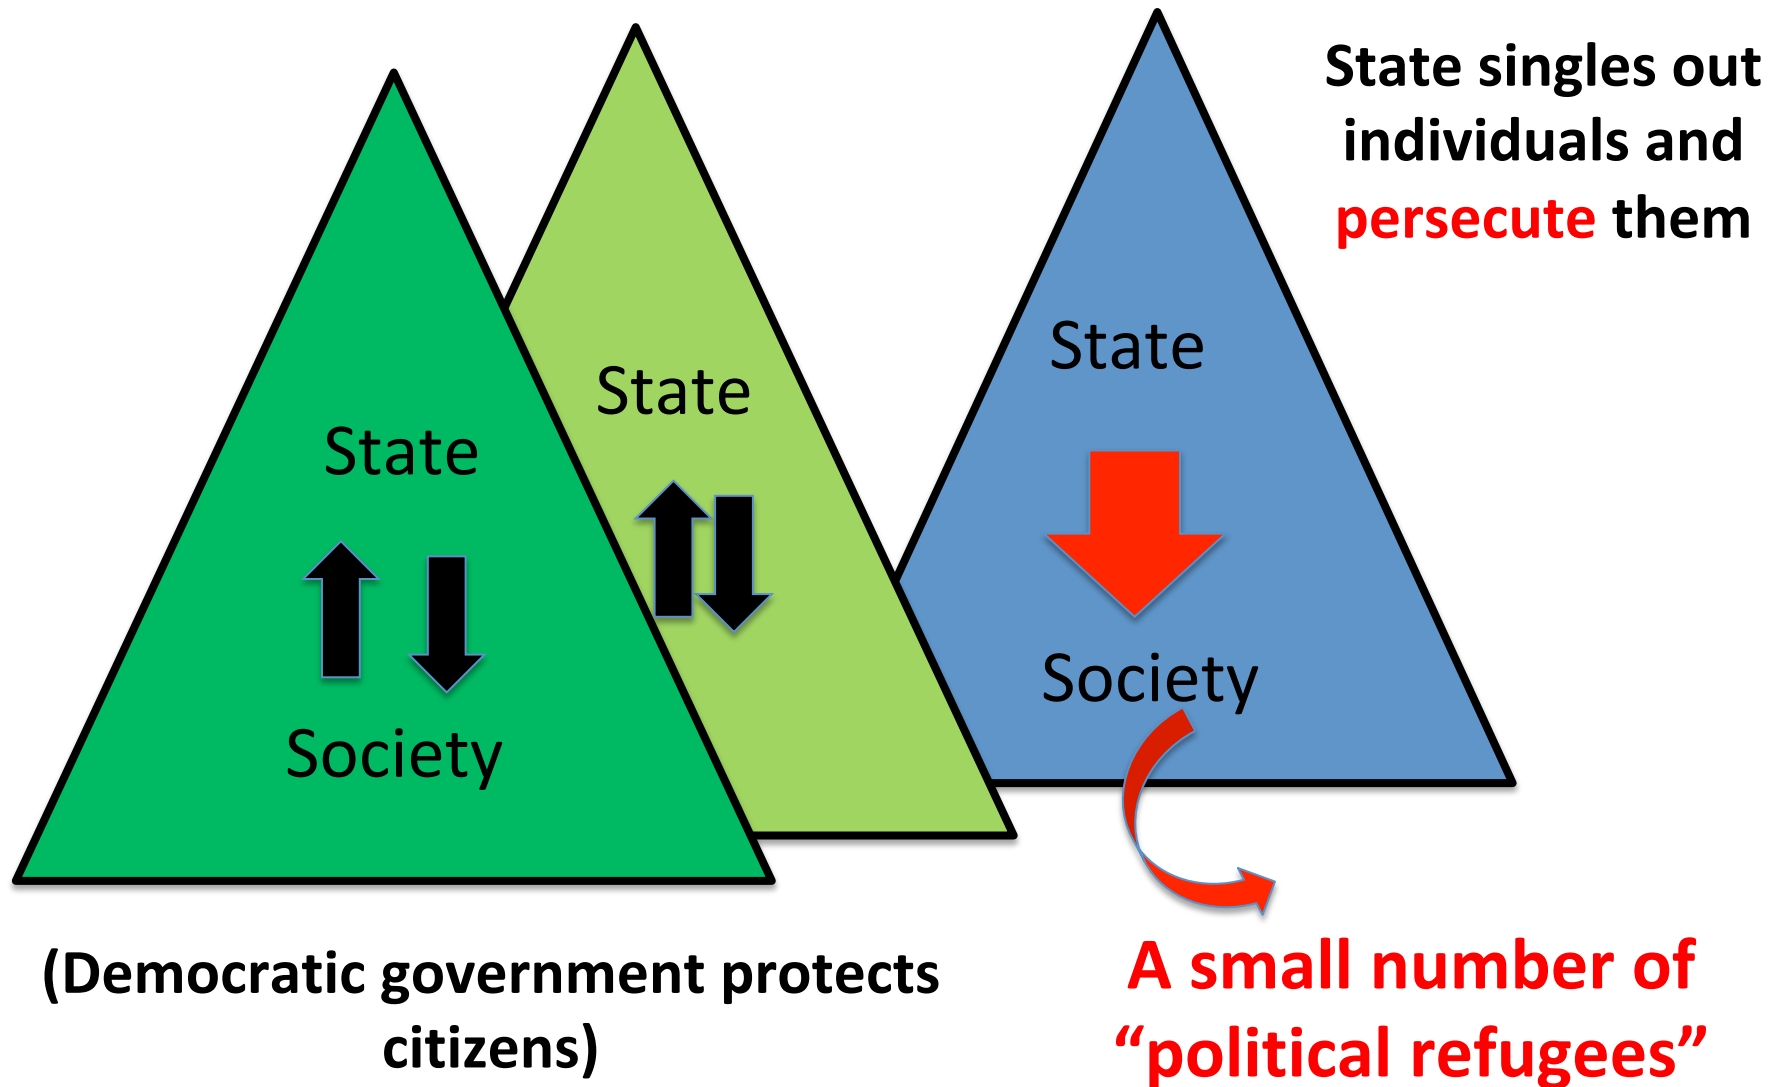 State singles out
individuals and
persecute them
State
State
State
Society
Society
(Democratic government protects
citizens)
A small number of
“political refugees”